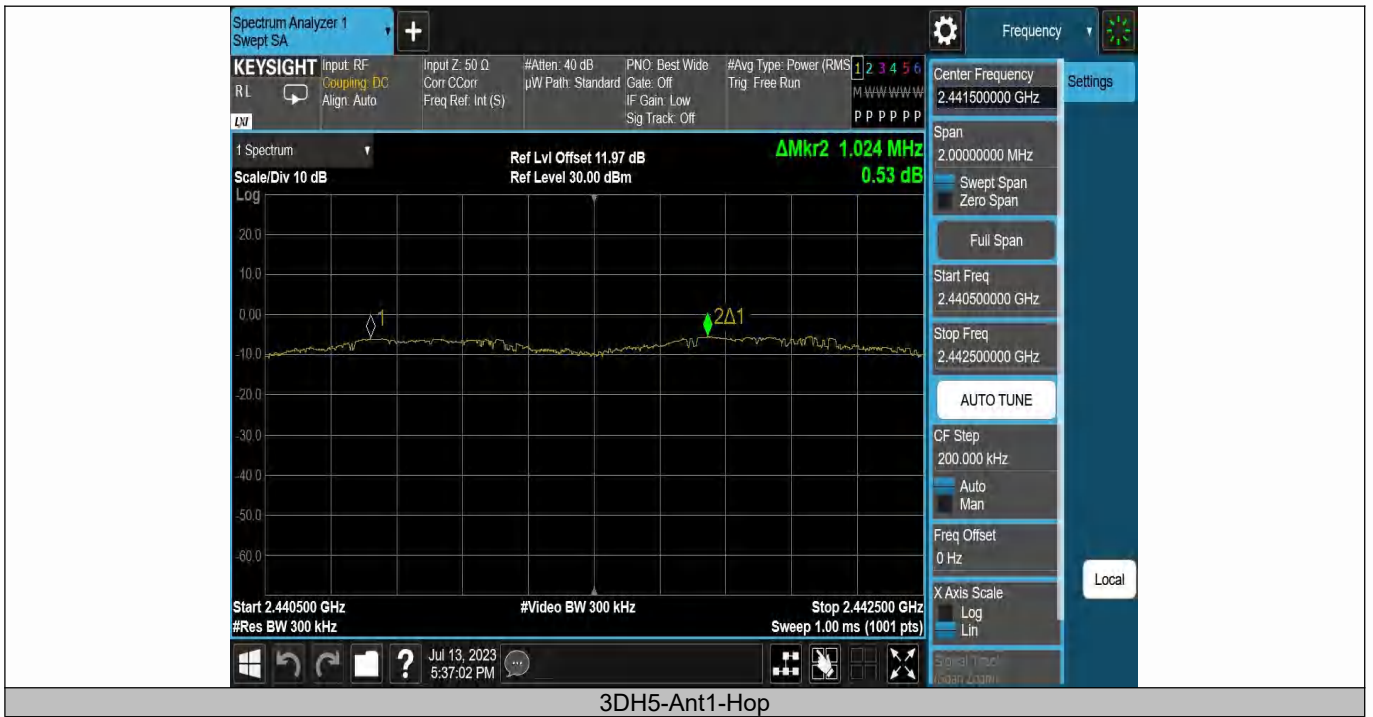 Spectrum Analyzer 1
Swept SA
+
Frequency
KEYSIGHT
RL
LXI
Input: RF
Coupling: DC
Align: Auto
Input Z: 50 Ω
Corr CCorr
Freq Ref: Int (S)
#Atten: 40 dB
µW Path: Standard
PNO: Best Wide
Gate: Off
IF Gain: Low
Sig Track: Off
#Avg Type: Power (RMS
Trig: Free Run
1 2 3 4 5 6
M W W W W W
P P P P P P
1 Spectrum
Scale/Div 10 dB
Log
Ref Lvl Offset 11.97 dB
Ref Level 30.00 dBm
ΔMkr2 1.024 MHz
0.53 dB
20.0
10.0
0.00
-10.0
-20.0
-30.0
-40.0
-50.0
-60.0
1
2Δ1
Start 2.440500 GHz
#Res BW 300 kHz
#Video BW 300 kHz
Stop 2.442500 GHz
Sweep 1.00 ms (1001 pts)
Center Frequency
2.441500000 GHz
Settings
Span
2.00000000 MHz
Swept Span
Zero Span
Full Span
Start Freq
2.440500000 GHz
Stop Freq
2.442500000 GHz
AUTO TUNE
CF Step
200.000 kHz
Auto
Man
Freq Offset
0 Hz
X Axis Scale
Log
Lin
Signal Track
(Span Zoom)
Local
?
Jul 13, 2023
5:37:02 PM
3DH5-Ant1-Hop